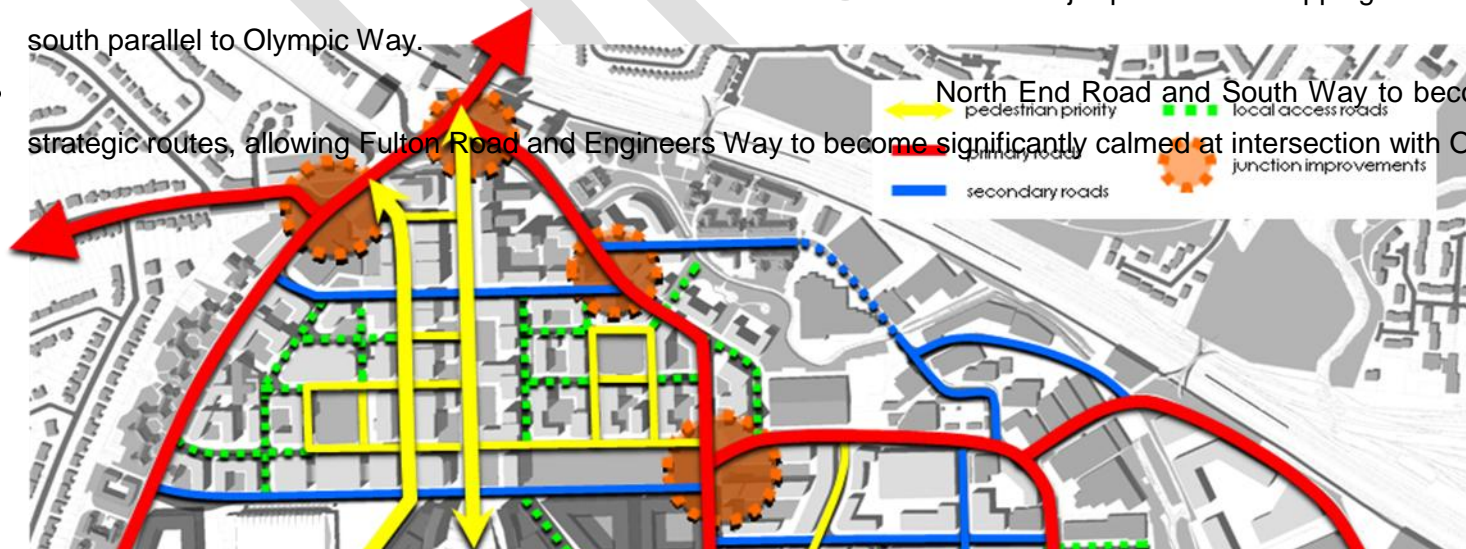 south parallel to Olympic Way.
North End Road and South Way to
strategic routes, allowing Fulton Road and Engineers Way to become significantly calmed at intersection with
pedestrian priority
local access roads
primary roads
junction improvements
secondary roads